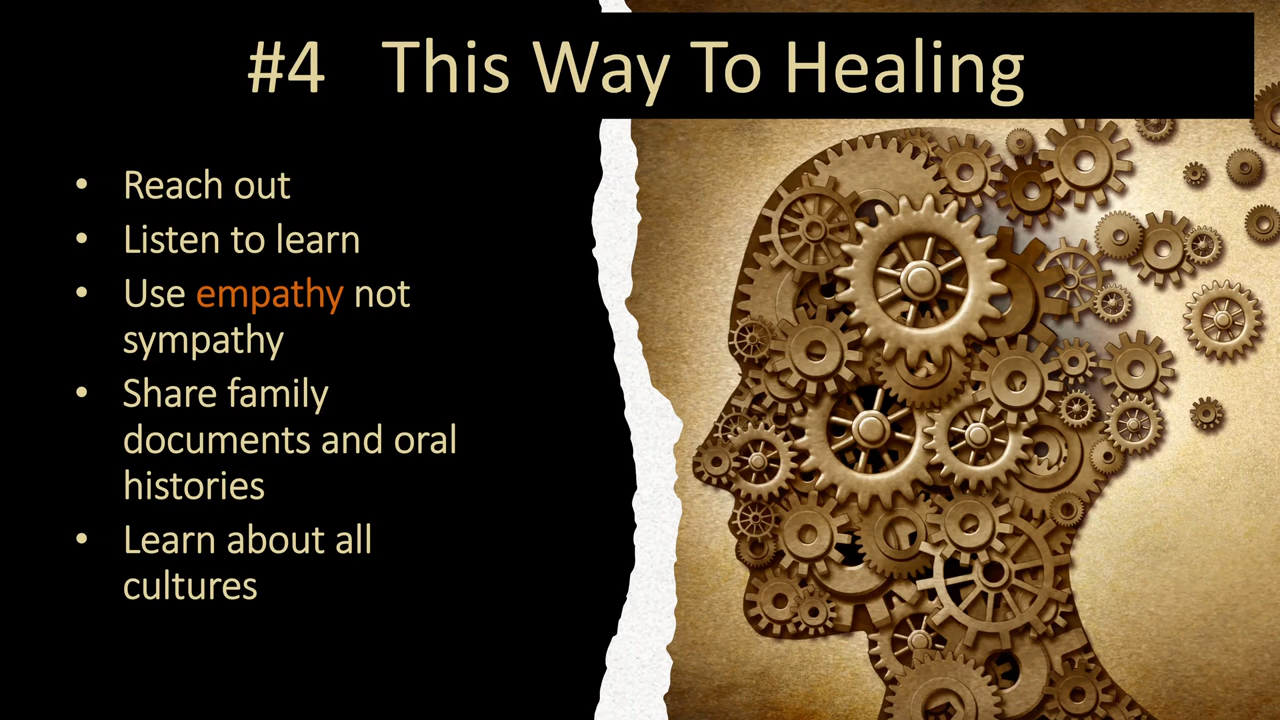 #4 This Way To Healing
• Reach out
• Listen to learn
• Use empathy not
sympathy
• Share family
documents and oral
histories
• Learn about all
cultures